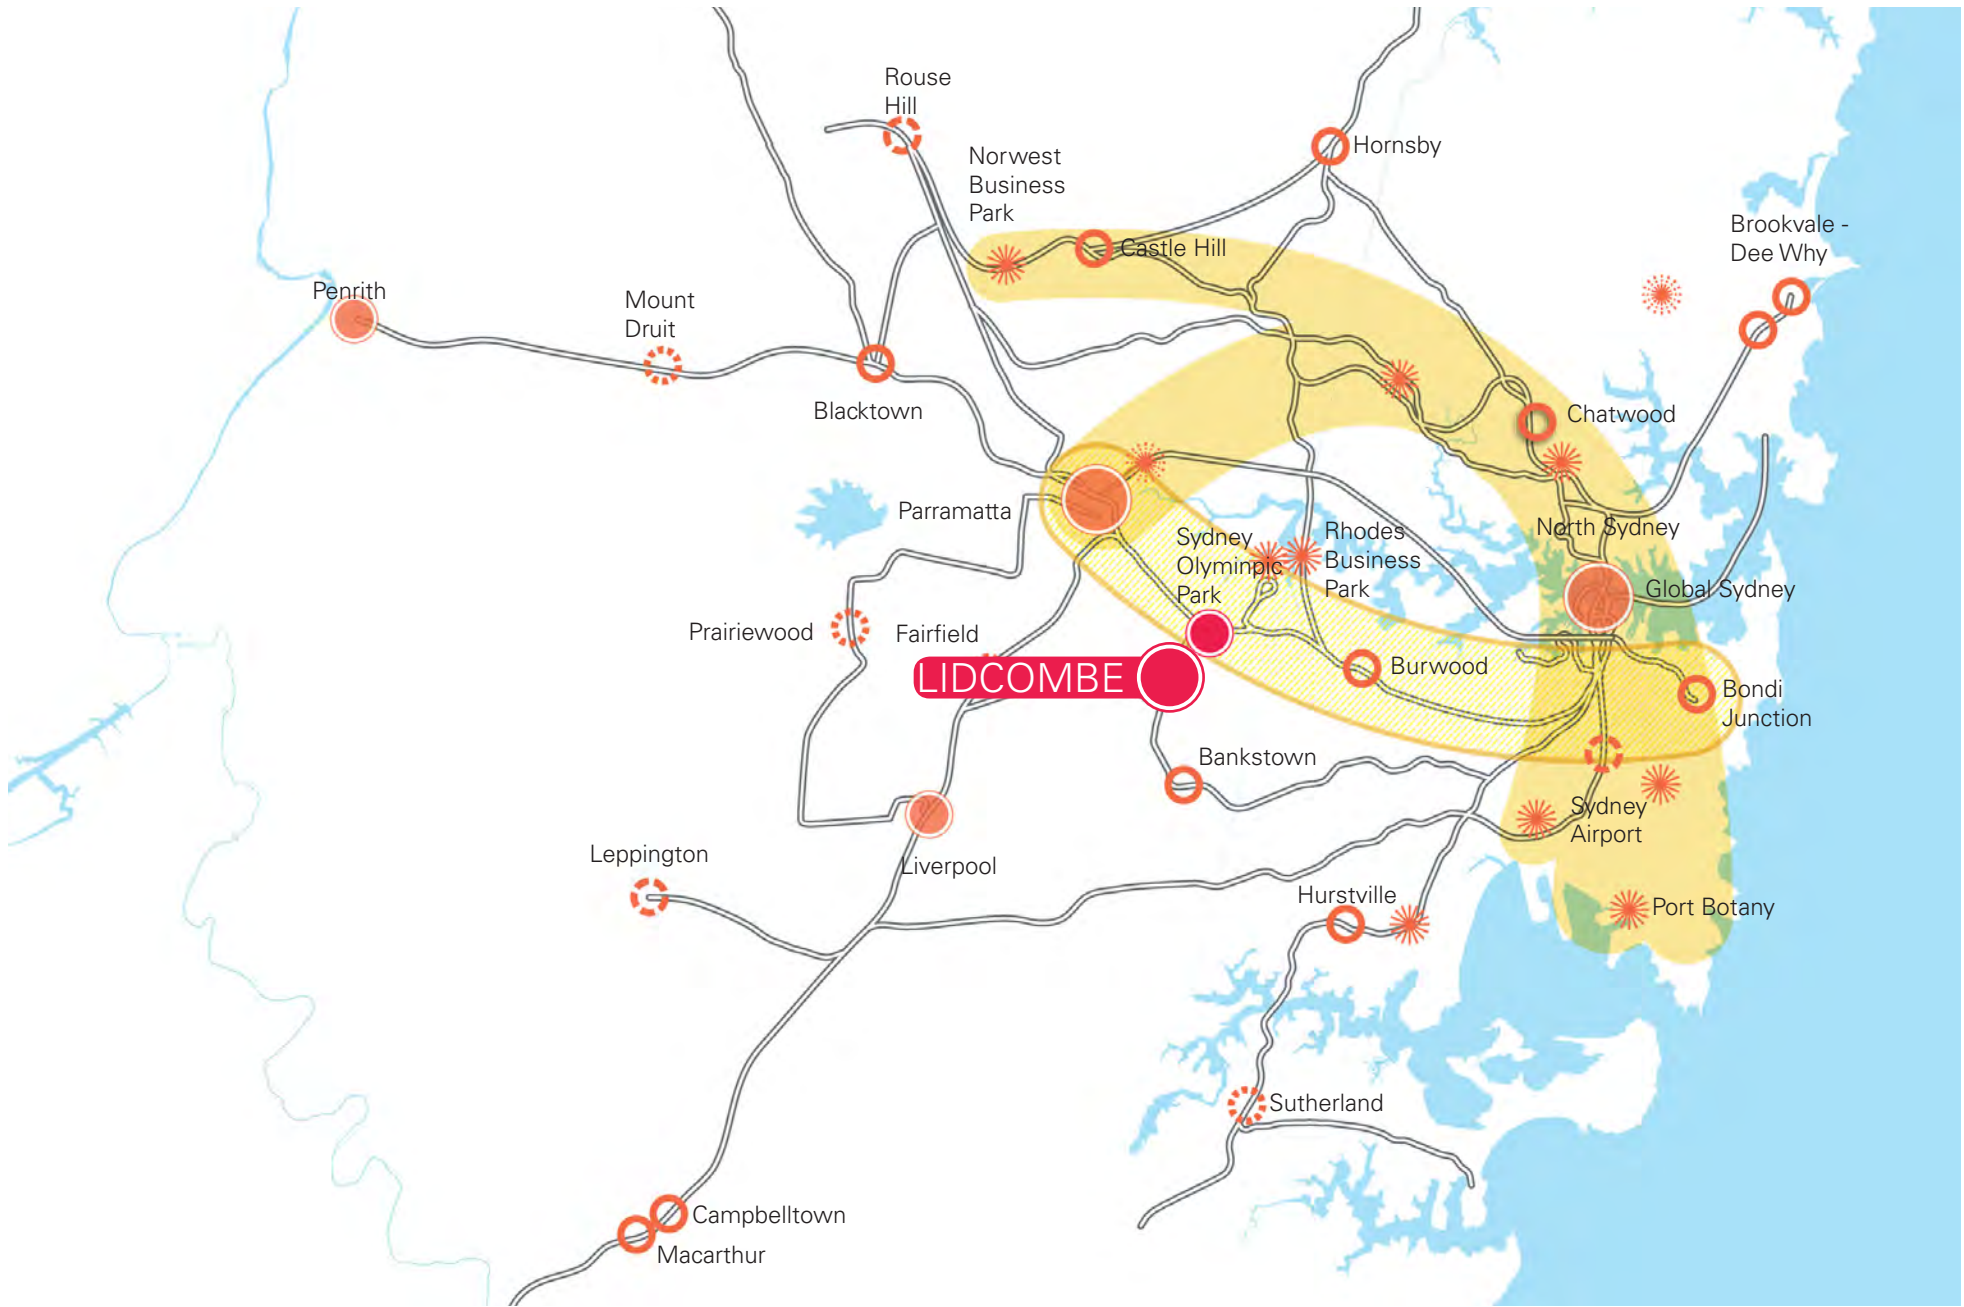 Rouse
Hill
Norwest
Business
Park
Hornsby
Castle Hill
Brookvale -
Dee Why
Penrith
Mount
Druit
Blacktown
Chatwood
Parramatta
Sydney
Olyminpic
Park
Rhodes
Business
Park
North Sydney
Global Sydney
Prairiewood
Fairfield
LIDCOMBE
Burwood
Bondi
Junction
Bankstown
Sydney
Airport
Leppington
Liverpool
Hurstville
Port Botany
Sutherland
Campbelltown
Macarthur